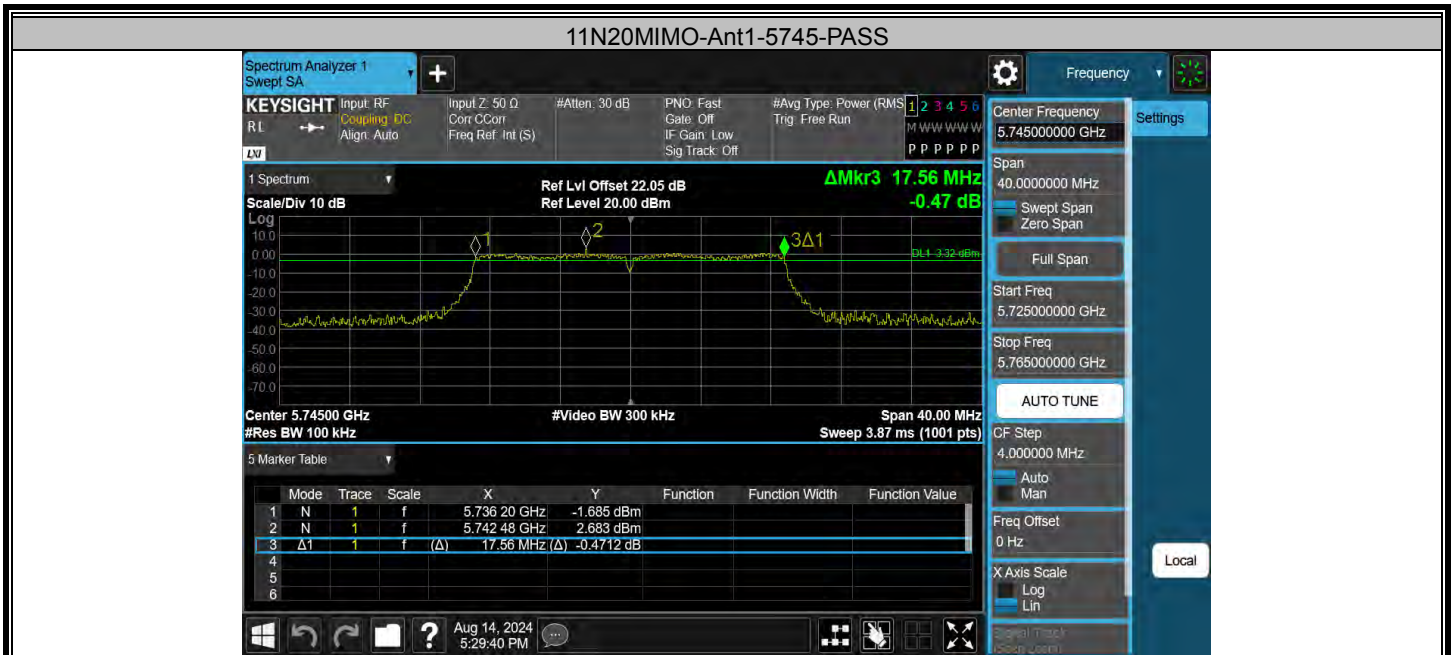 11N20MIMO-Ant1-5745-PASS
Spectrum Analyzer 1
Swept SA
+
Frequency
KEYSIGHT
RL
LXI
Input: RF
Coupling: DC
Align: Auto
Input Z: 50 Ω
Corr CCorr
Freq Ref: Int (S)
#Atten: 30 dB
PNO: Fast
Gate: Off
IF Gain: Low
Sig Track: Off
#Avg Type: Power (RMS
Trig: Free Run
1 2 3 4 5 6
M W W W W W
P P P P P P
Center Frequency
5.745000000 GHz
Settings
Span
40.0000000 MHz
Swept Span
Zero Span
Full Span
Start Freq
5.725000000 GHz
Stop Freq
5.765000000 GHz
AUTO TUNE
CF Step
4.000000 MHz
Auto
Man
Freq Offset
0 Hz
X Axis Scale
Log
Lin
Signal Track
(Span Zoom)
Local
1 Spectrum
Scale/Div 10 dB
Ref Lvl Offset 22.05 dB
Ref Level 20.00 dBm
ΔMkr3 17.56 MHz
-0.47 dB
Log
10.0
0.00
-10.0
-20.0
-30.0
-40.0
-50.0
-60.0
-70.0
1
2
3Δ1
DL1 -3.32 dBm
Center 5.74500 GHz
#Video BW 300 kHz
Span 40.00 MHz
#Res BW 100 kHz
Sweep 3.87 ms (1001 pts)
5 Marker Table
Mode Trace Scale X Y Function Function Width Function Value
1 N 1 f 5.736 20 GHz -1.685 dBm
2 N 1 f 5.742 48 GHz 2.683 dBm
3 Δ1 1 f (Δ) 17.56 MHz (Δ) -0.4712 dB
4
5
6
?
Aug 14, 2024
5:29:40 PM